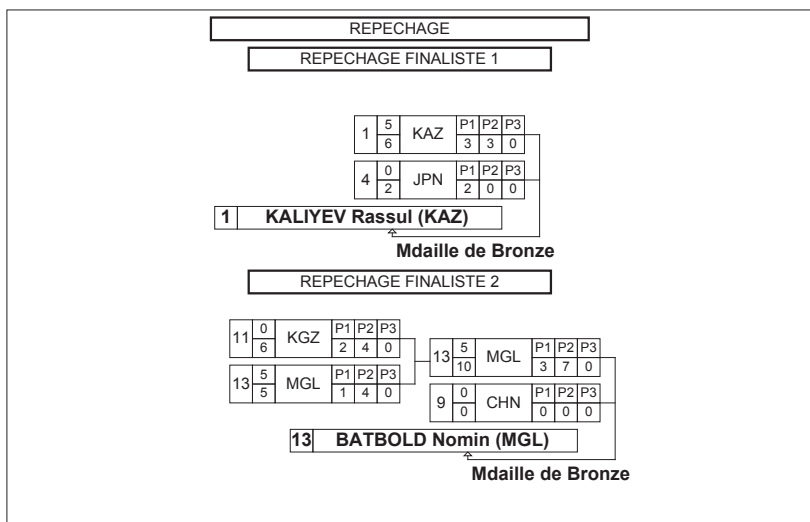 REPECHAGE
REPECHAGE FINALISTE 1
1 5 KAZ P1 P2 P3
6 3 3 0
4 0 JPN P1 P2 P3
2 2 0 0
1 KALIYEV Rassul (KAZ)
Mdaille de Bronze
REPECHAGE FINALISTE 2
11 0 KGZ P1 P2 P3
6 2 4 0
13 5 MGL P1 P2 P3
5 1 4 0
13 5 MGL P1 P2 P3
10 3 7 0
9 0 CHN P1 P2 P3
0 0 0 0
13 BATBOLD Nomin (MGL)
Mdaille de Bronze